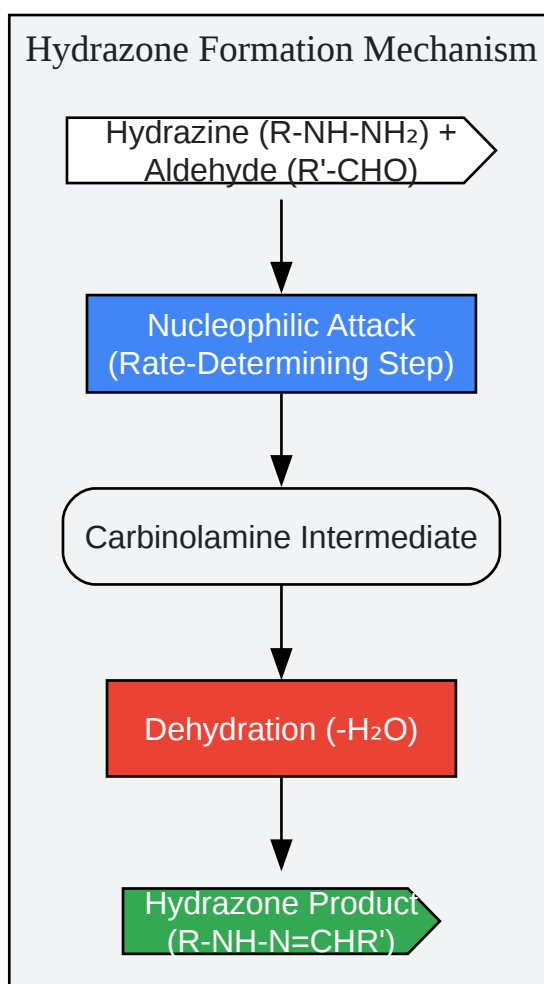 Hydrazone Formation Mechanism
Hydrazine (R-NH-NH₂) +
Aldehyde (R'-CHO)
Nucleophilic Attack
(Rate-Determining Step)
Carbinolamine Intermediate
Dehydration (-H₂O)
Hydrazone Product
(R-NH-N=CHR')